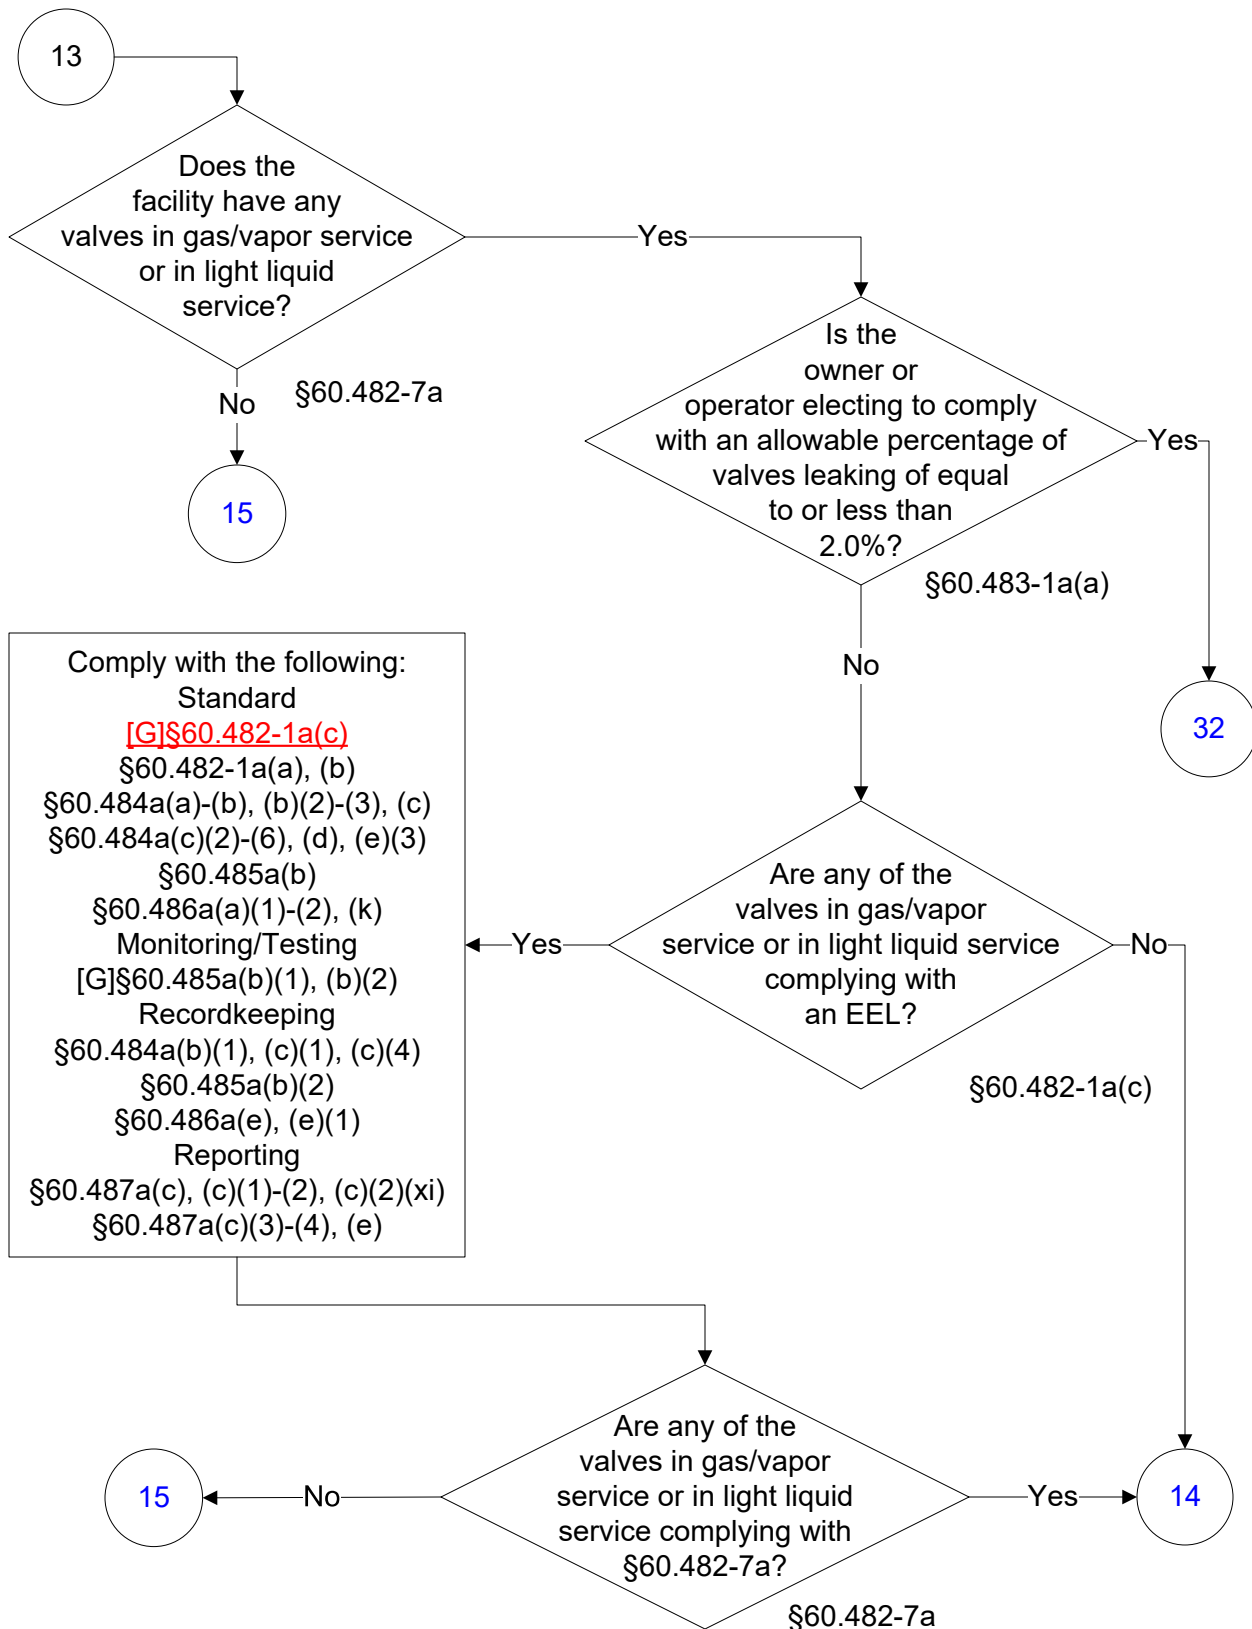 13
Does the
facility have any
valves in gas/vapor service
or in light liquid
service?
Yes
No
§60.482-7a
15
Is the
owner or
operator electing to comply
with an allowable percentage of
valves leaking of equal
to or less than
2.0%?
Yes
§60.483-1a(a)
No
32
Comply with the following:
Standard
[G]§60.482-1a(c)
§60.482-1a(a), (b)
§60.484a(a)-(b), (b)(2)-(3), (c)
§60.484a(c)(2)-(6), (d), (e)(3)
§60.485a(b)
§60.486a(a)(1)-(2), (k)
Monitoring/Testing
[G]§60.485a(b)(1), (b)(2)
Recordkeeping
§60.484a(b)(1), (c)(1), (c)(4)
§60.485a(b)(2)
§60.486a(e), (e)(1)
Reporting
§60.487a(c), (c)(1)-(2), (c)(2)(xi)
§60.487a(c)(3)-(4), (e)
Yes
Are any of the
valves in gas/vapor
service or in light liquid service
complying with
an EEL?
No
§60.482-1a(c)
15
No
Are any of the
valves in gas/vapor
service or in light liquid
service complying with
§60.482-7a?
Yes
14
§60.482-7a